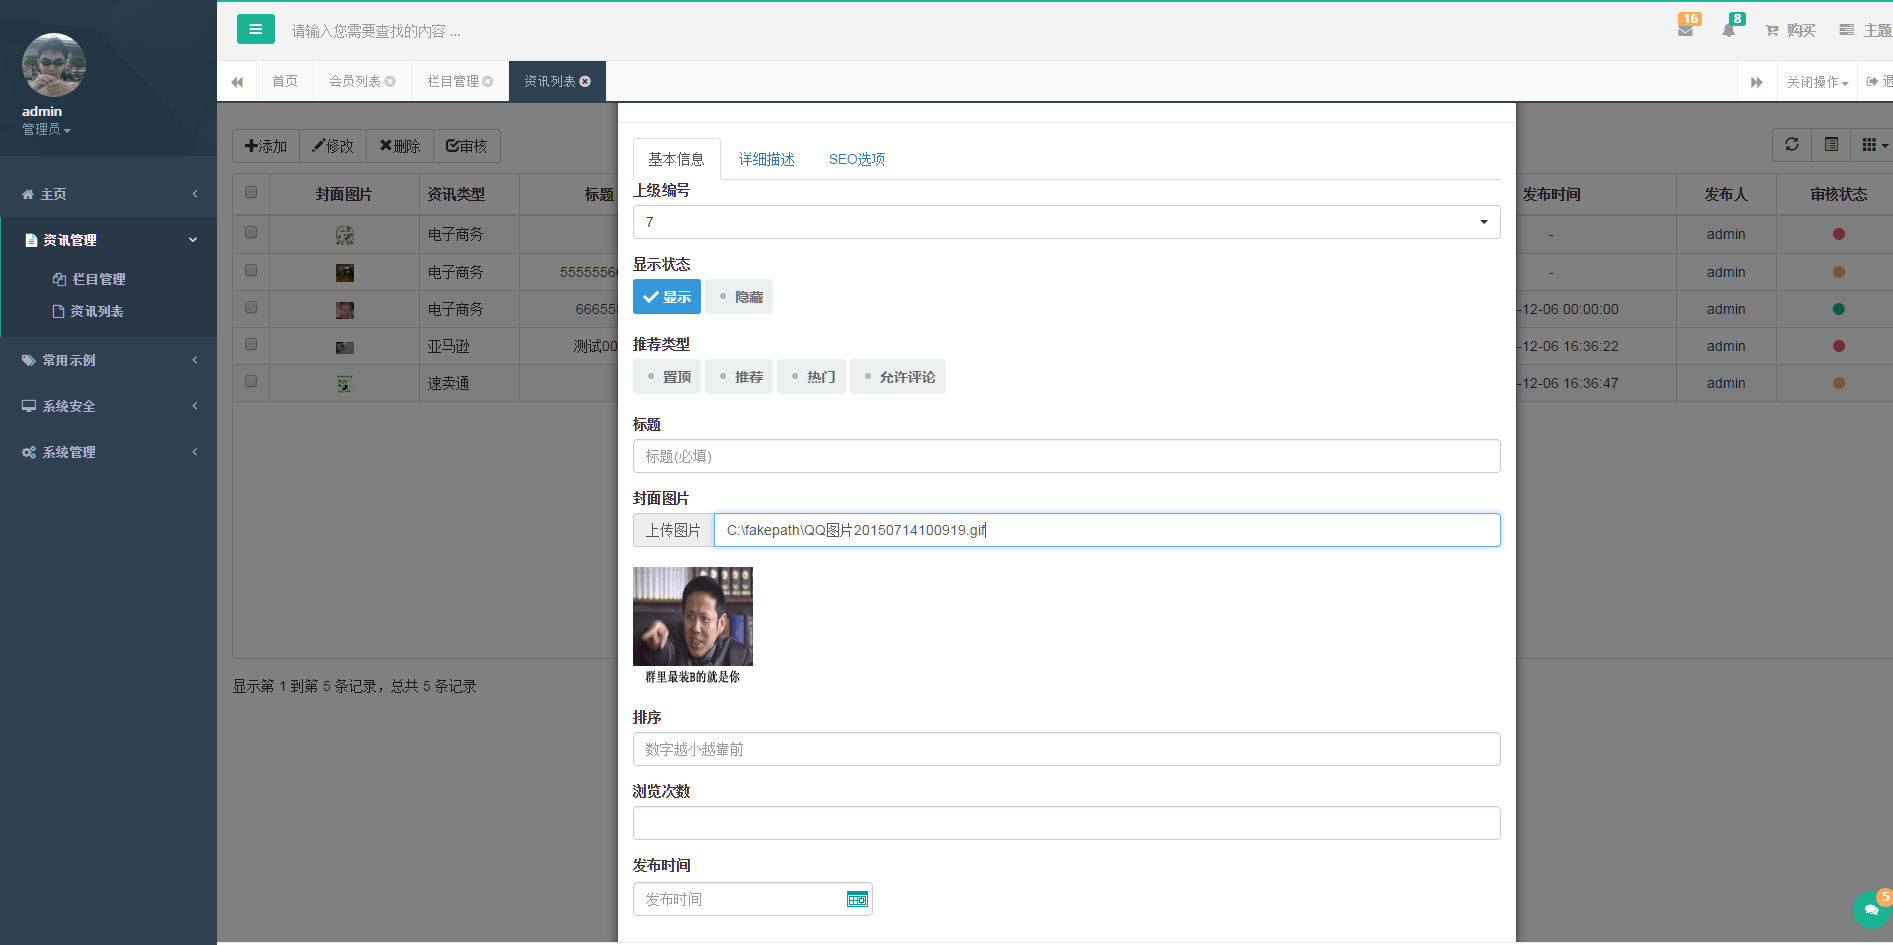 admin
管理员
主页
资讯管理
栏目管理
资讯列表
常用示例
系统安全
系统管理
请输入您需要查找的内容 ...
16
8
购买
主题
首页
会员列表
栏目管理
资讯列表
关闭操作
退
添加
修改
删除
审核
封面图片 资讯类型 标题
发布时间 发布人 审核状态
电子商务
- admin
电子商务 5555556
- admin
电子商务 66655
-12-06 00:00:00 admin
亚马逊 测试00
-12-06 16:36:22 admin
速卖通
-12-06 16:36:47 admin
显示第 1 到第 5 条记录，总共 5 条记录
基本信息 详细描述 SEO选项
上级编号
7
显示状态
显示 隐藏
推荐类型
置顶 推荐 热门 允许评论
标题
标题(必填)
封面图片
上传图片 C:\fakepath\QQ图片20150714100919.gif
群里最装B的就是你
排序
数字越小越靠前
浏览次数
发布时间
发布时间
5